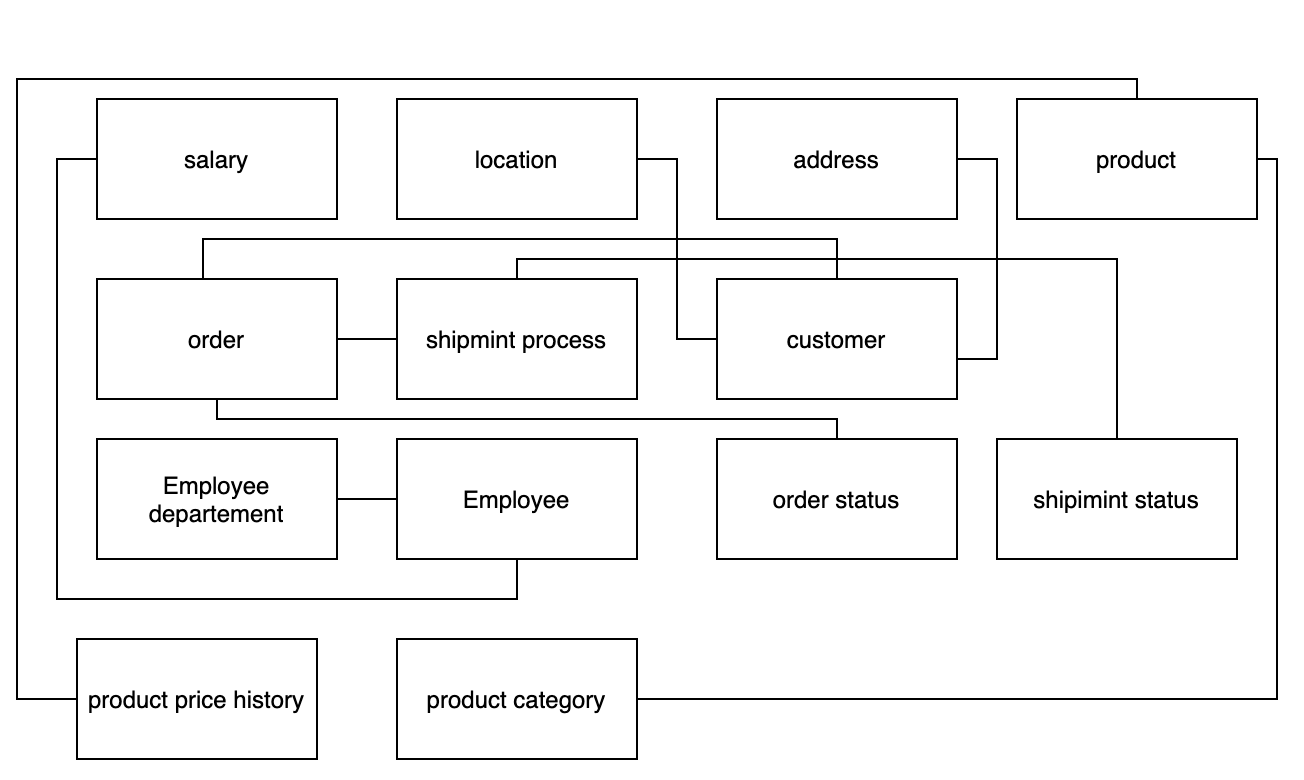 salary
location
address
product
order
shipmint process
customer
Employee
departement
Employee
order status
shipimint status
product price history
product category